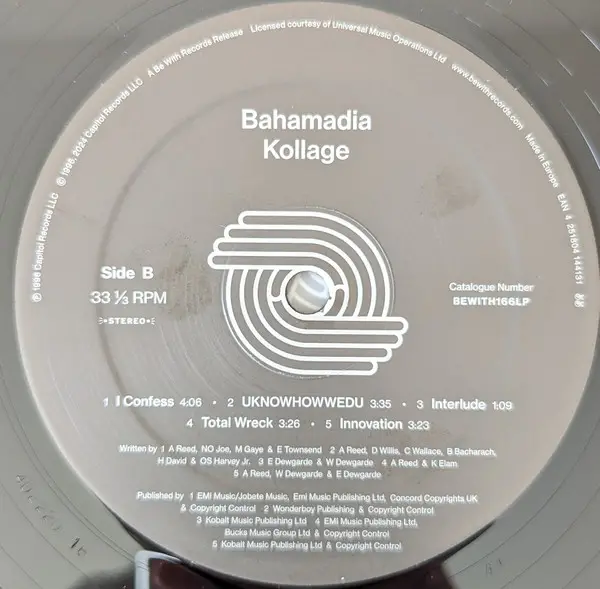 ℗ 1996 Capitol Records LLC © 1996, 2024 Capitol Records LLC A Be With Records Release Licensed courtesy of Universal Music Operations Ltd www.bewithrecords.com Made in Europe EAN 4 251804 144131
Bahamadia
Kollage
Side B
33 ⅓ RPM
STEREO
Catalogue Number
BEWITH166LP
1 I Confess 4:06 • 2 UKNOWHOWWEDU 3:35 • 3 Interlude 1:09
4 Total Wreck 3:26 • 5 Innovation 3:23
Written by 1 A Reed, NO Joe, M Gaye & E Townsend 2 A Reed, D Willis, C Wallace, B Bacharach,
H David & OS Harvey Jr. 3 E Dewgarde & W Dewgarde 4 A Reed & K Elam
5 A Reed, W Dewgarde & E Dewgarde
Published by 1 EMI Music/Jobete Music, Emi Music Publishing Ltd, Concord Copyrights UK
& Copyright Control 2 Wonderboy Publishing & Copyright Control
3 Kobalt Music Publishing Ltd 4 EMI Music Publishing Ltd,
Bucks Music Group Ltd & Copyright Control
5 Kobalt Music Publishing Ltd & Copyright Control